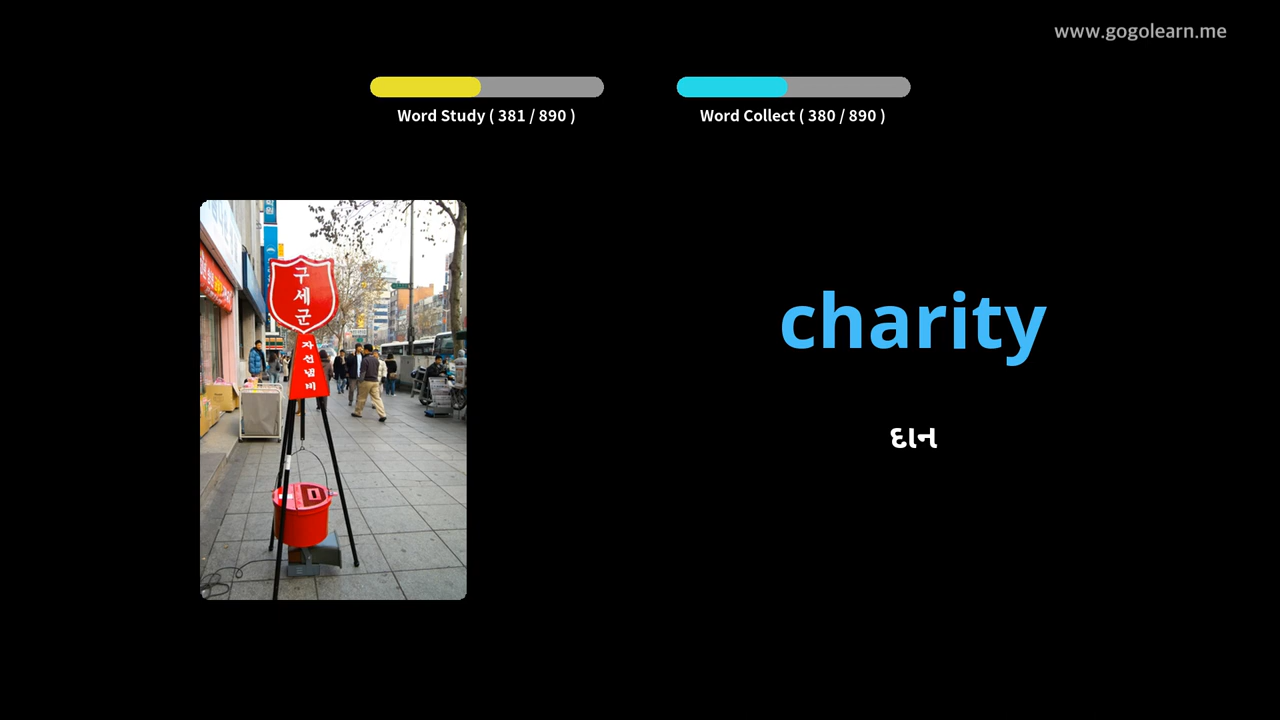 www.gogolearn.me
Word Study ( 381 / 890 )
Word Collect ( 380 / 890 )
구
세
군
자
선
냄
비
charity
દાન